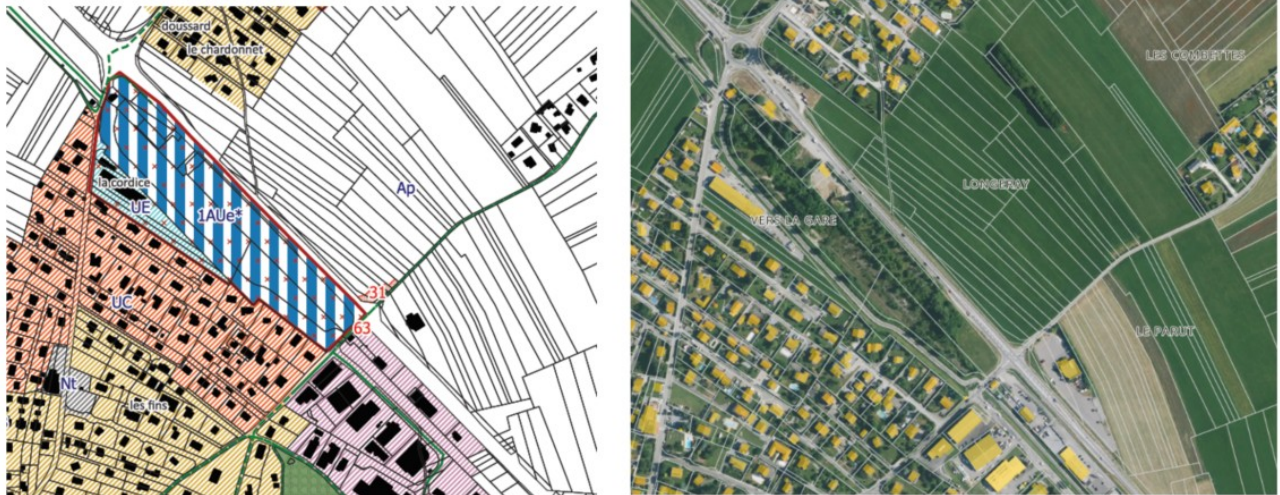 doussard
le chardonnet
la cordice
UE
1AUe*
Ap
31
63
UC
Nt
les fins
LES COMBETTES
LONGERAY
VERS LA GARE
LE PARUT